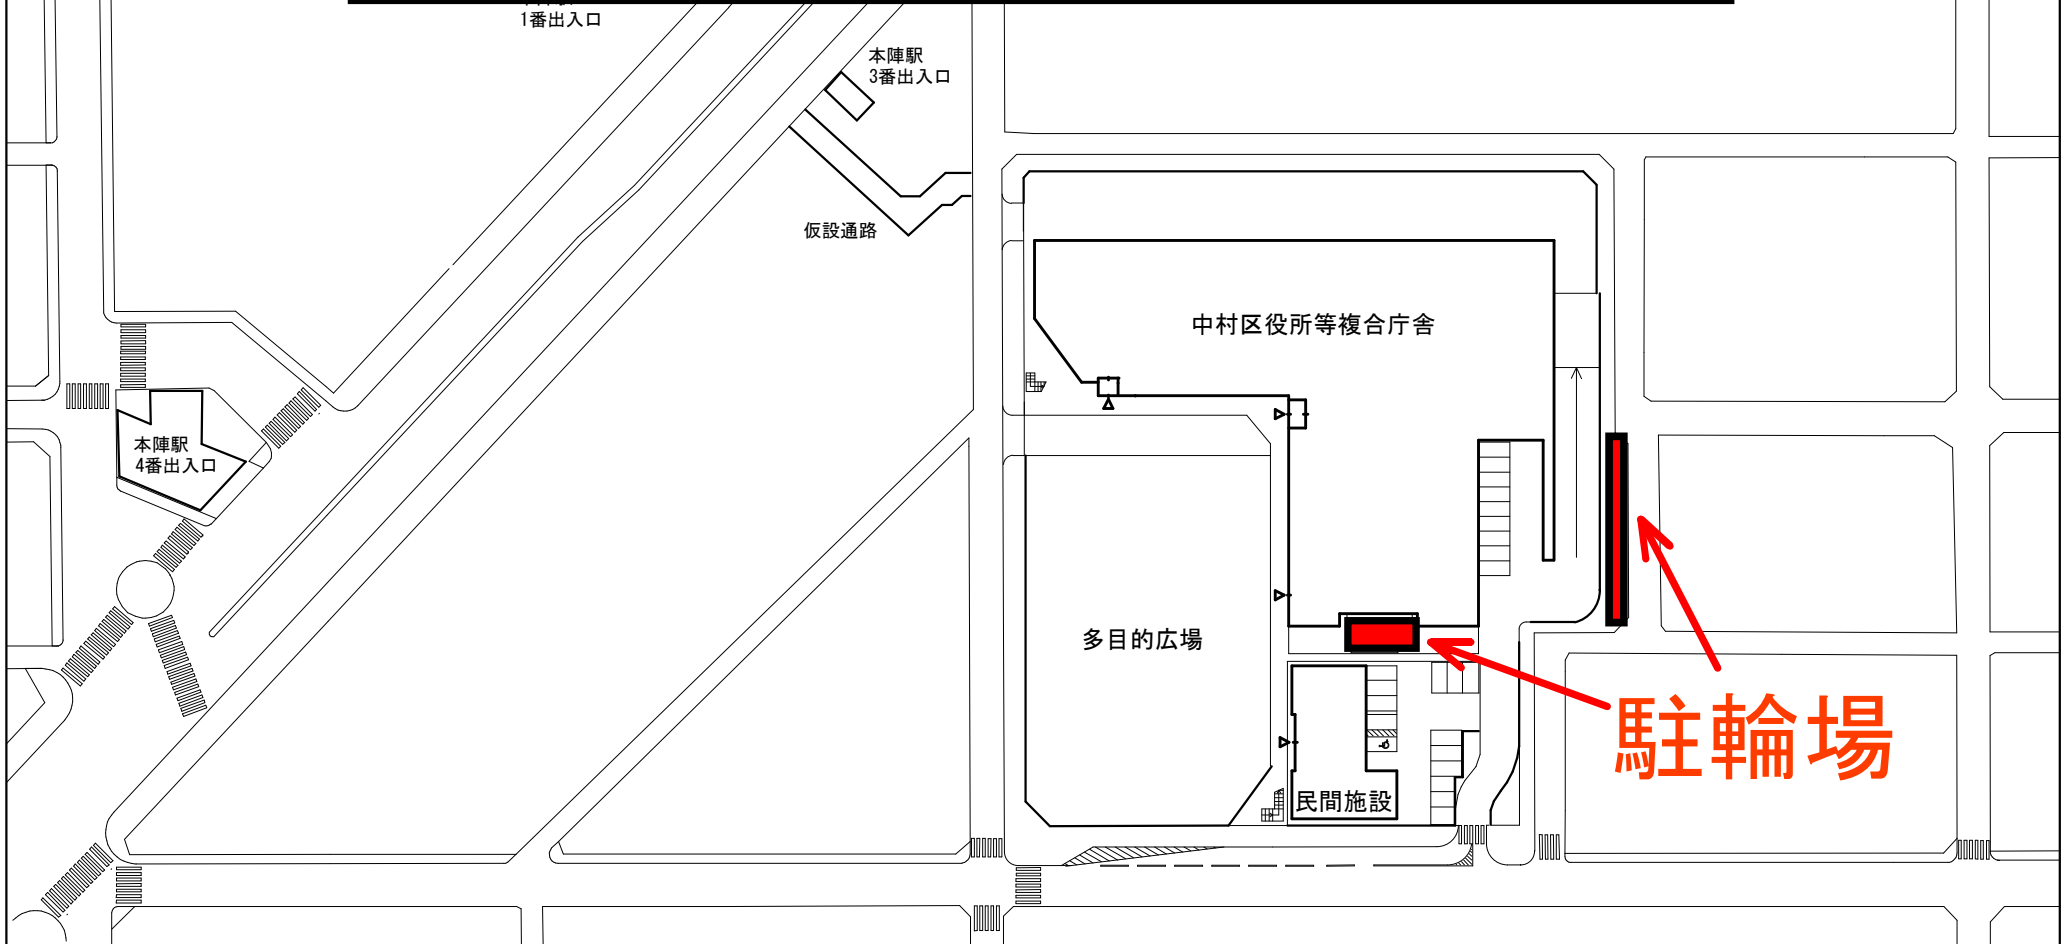 1番出入口
本陣駅
3番出入口
仮設通路
中村区役所等複合庁舎
本陣駅
4番出入口
多目的広場
駐輪場
民間施設